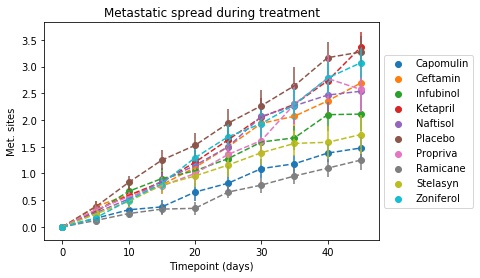 Metastatic spread during treatment
Met. sites
3.5
3.0
2.5
2.0
1.5
1.0
0.5
0.0
0
10
20
30
40
Timepoint (days)
Capomulin
Ceftamin
Infubinol
Ketapril
Naftisol
Placebo
Propriva
Ramicane
Stelasyn
Zoniferol